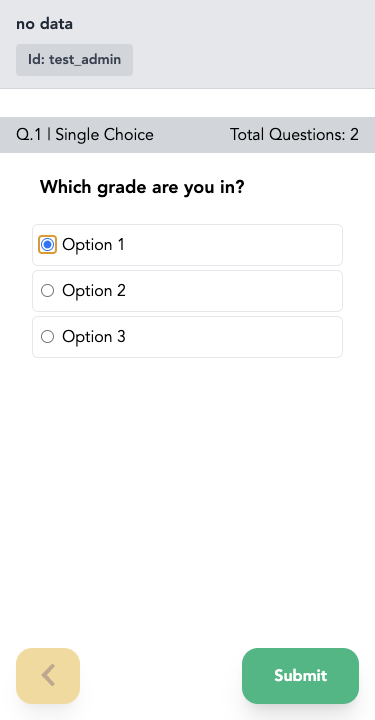 no data
Id: test_admin
Q.1 | Single Choice
Total Questions: 2
Which grade are you in?
Option 1
Option 2
Option 3
Submit